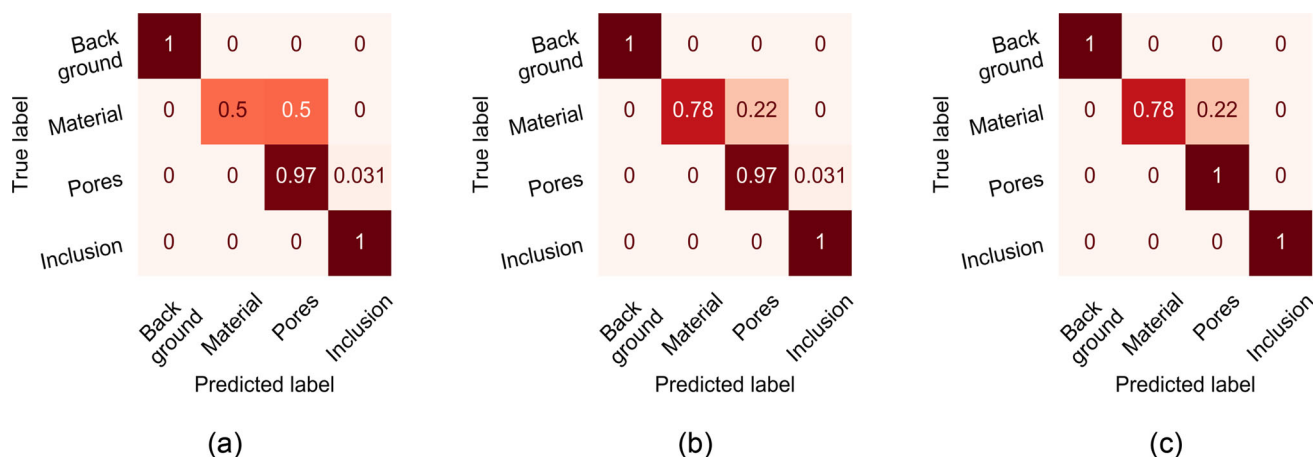 True label
Back
ground
1 0 0 0
Material
0 0.5 0.5 0
Pores
0 0 0.97 0.031
Inclusion
0 0 0 1
Back
ground
Material
Pores
Inclusion
Predicted label
(a)
True label
Back
ground
1 0 0 0
Material
0 0.78 0.22 0
Pores
0 0 0.97 0.031
Inclusion
0 0 0 1
Back
ground
Material
Pores
Inclusion
Predicted label
(b)
True label
Back
ground
1 0 0 0
Material
0 0.78 0.22 0
Pores
0 0 1 0
Inclusion
0 0 0 1
Back
ground
Material
Pores
Inclusion
Predicted label
(c)